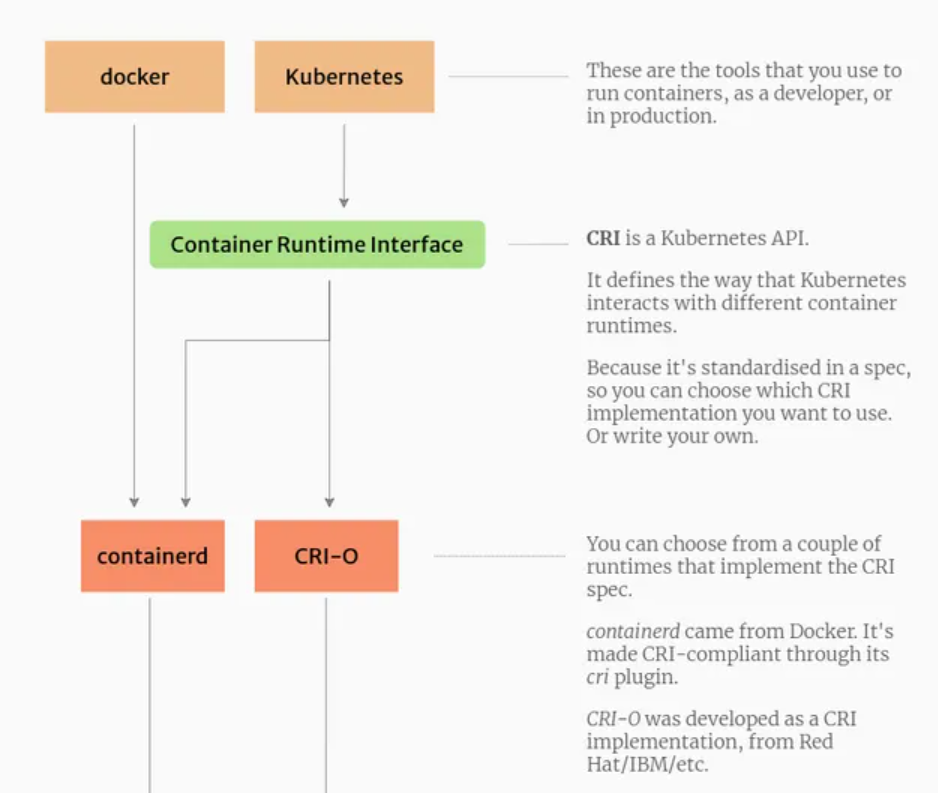 docker
Kubernetes
These are the tools that you use to
run containers, as a developer, or
in production.
Container Runtime Interface
CRI is a Kubernetes API.
It defines the way that Kubernetes
interacts with different container
runtimes.
Because it's standardised in a spec,
so you can choose which CRI
implementation you want to use.
Or write your own.
containerd
CRI-O
You can choose from a couple of
runtimes that implement the CRI
spec.
containerd came from Docker. It's
made CRI-compliant through its
cri plugin.
CRI-O was developed as a CRI
implementation, from Red
Hat/IBM/etc.